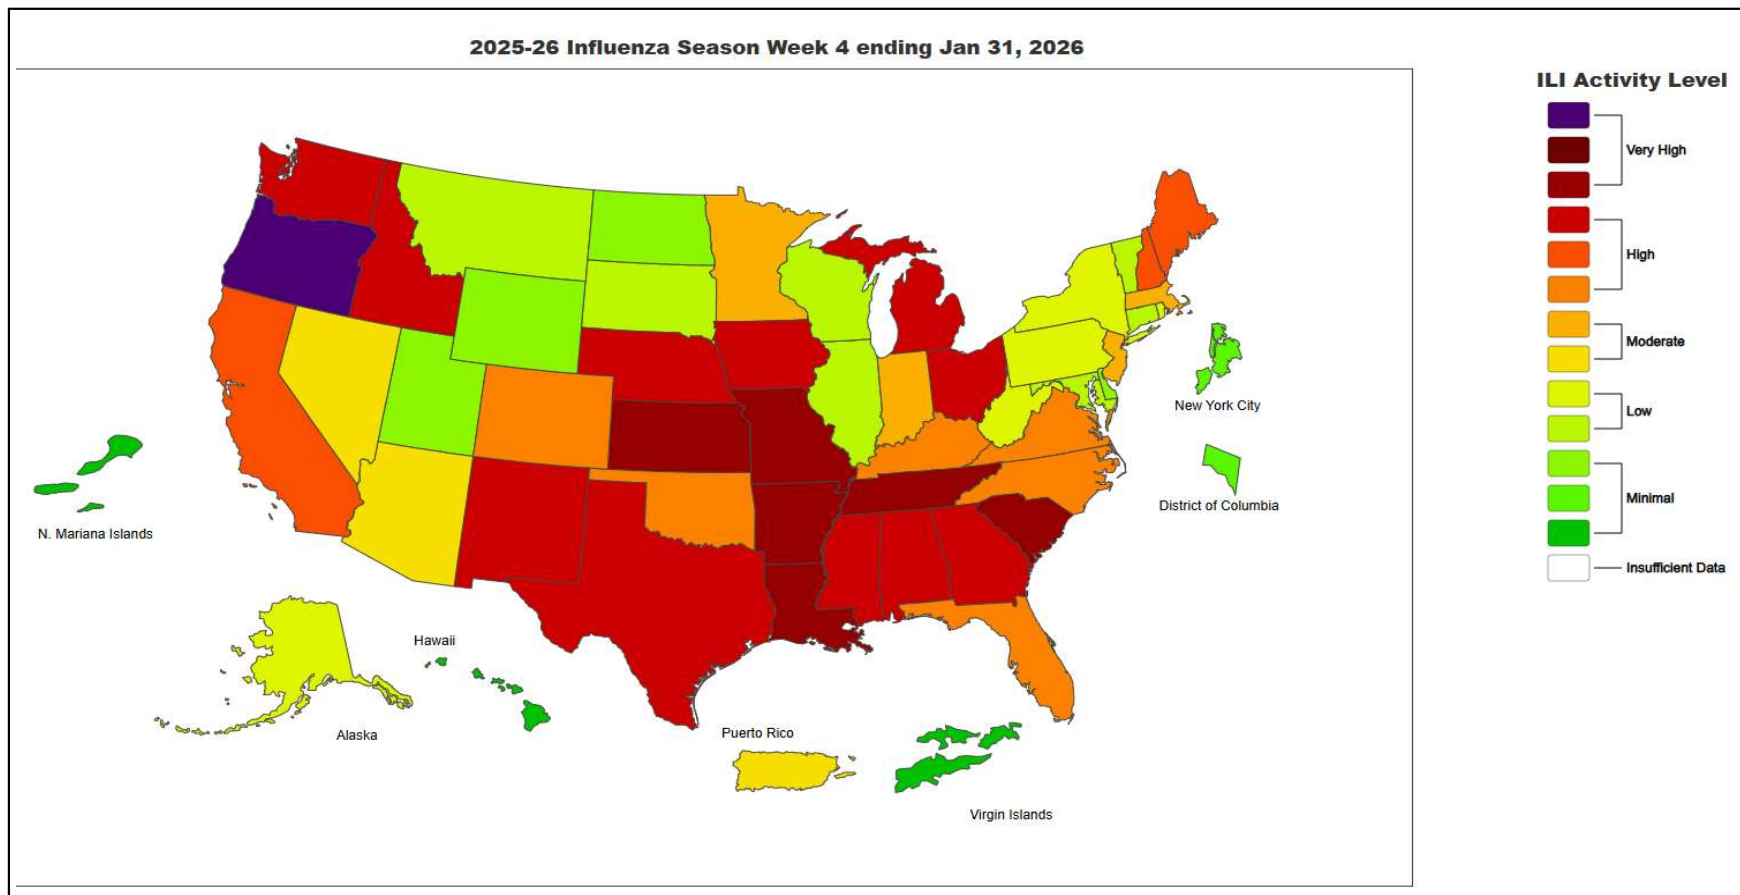 2025-26 Influenza Season Week 4 ending Jan 31, 2026
ILI Activity Level
Very High
High
Moderate
Low
Minimal
Insufficient Data
New York City
District of Columbia
N. Mariana Islands
Hawaii
Alaska
Puerto Rico
Virgin Islands